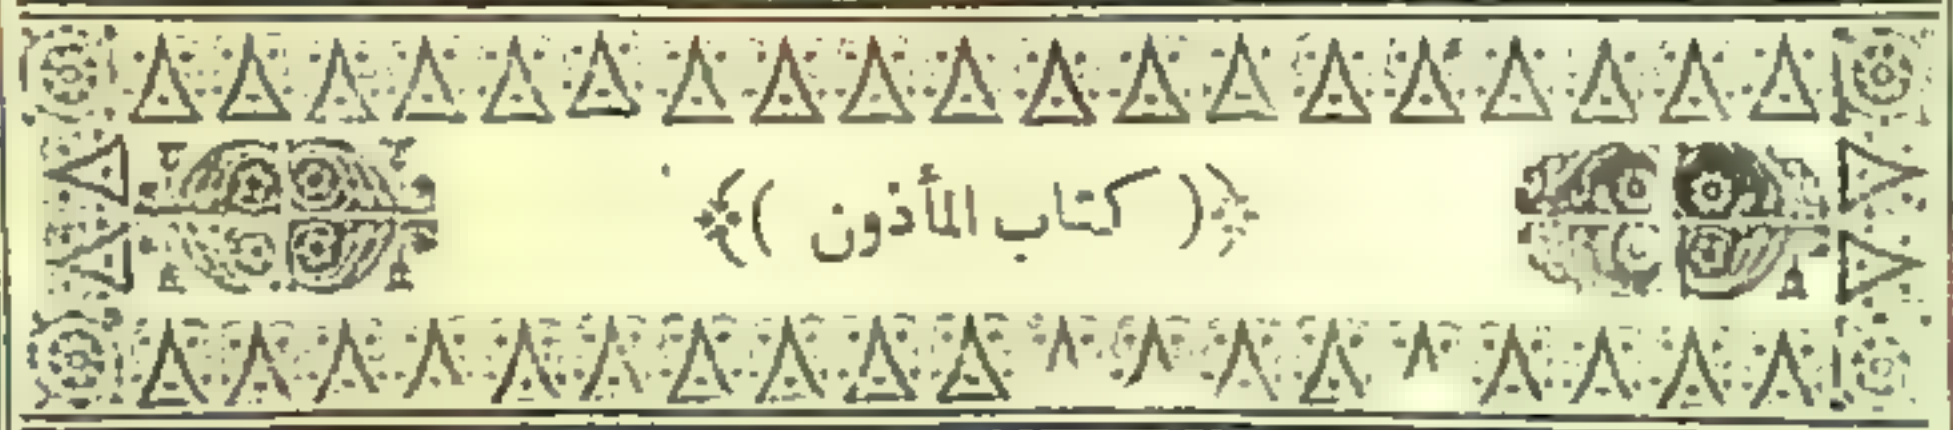 ﴿( كتاب المأذون )﴾